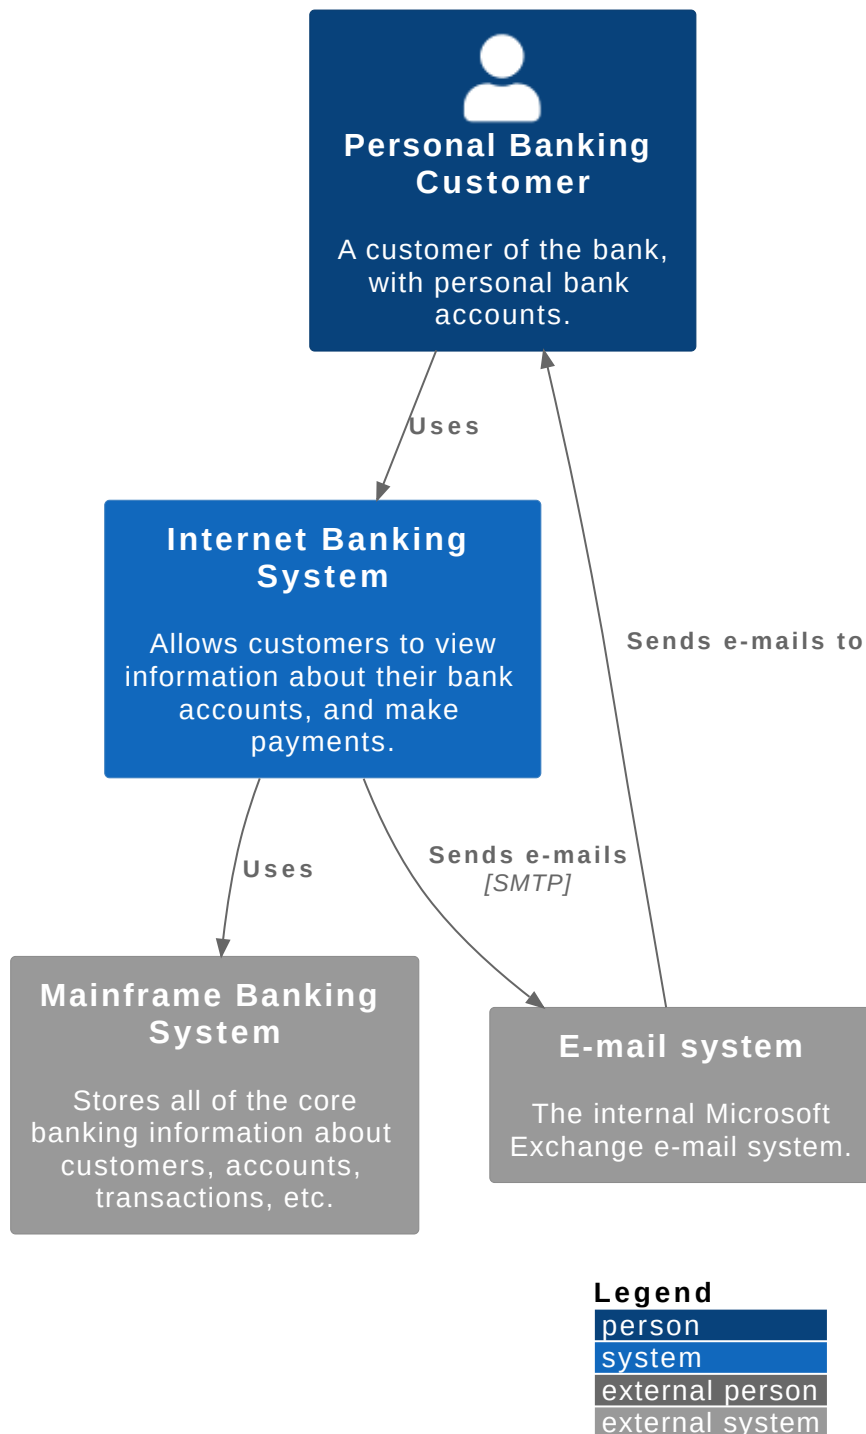 Personal Banking
Customer
A customer of the bank,
with personal bank
accounts.
Uses
Internet Banking
System
Allows customers to view
information about their bank
accounts, and make
payments.
Sends e-mails to
Uses
Sends e-mails
[SMTP]
Mainframe Banking
System
Stores all of the core
banking information about
customers, accounts,
transactions, etc.
E-mail system
The internal Microsoft
Exchange e-mail system.
Legend
person
system
external person
external system